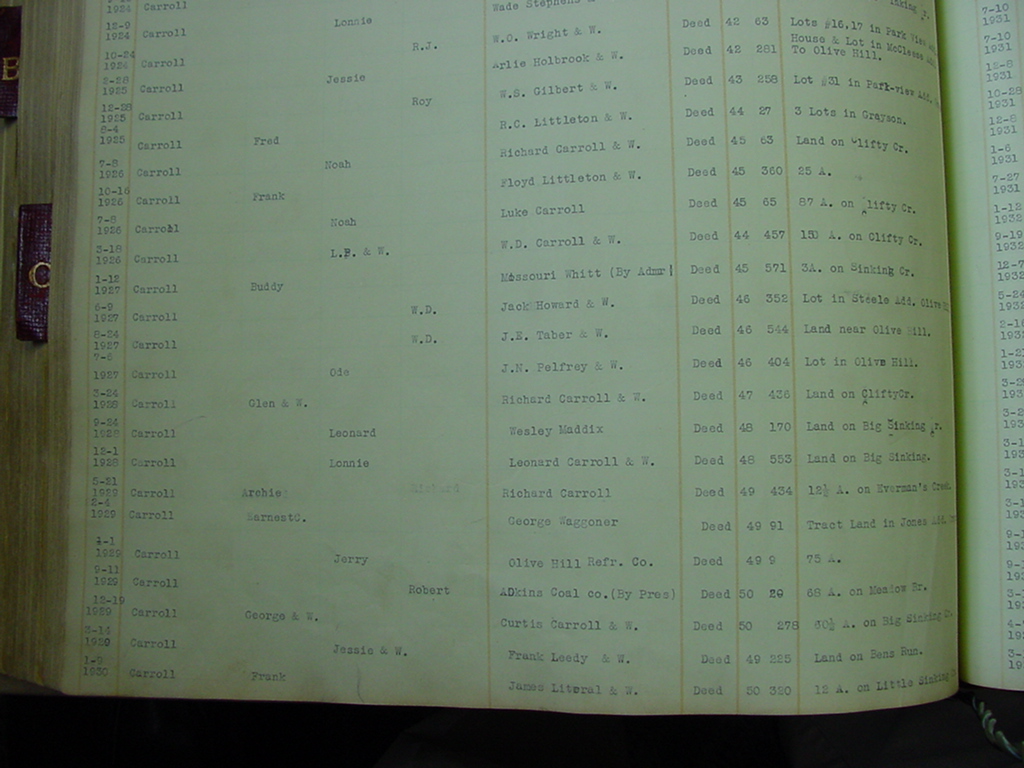 1924 Carroll Wade Stephens &
12-9 1924 Carroll Lonnie W.O. Wright & W. Deed 42 63 Lots #16,17 in Park View
10-24 1924 Carroll R.J. Arlie Holbrook & W. Deed 42 281 House & Lot in McCleese
To Olive Hill.
2-28 1925 Carroll Jessie W.S. Gilbert & W. Deed 43 258 Lot #31 in Park-view Add.
12-28 1925 Carroll Roy R.C. Littleton & W. Deed 44 27 3 Lots in Grayson.
8-4 1925 Carroll Fred Richard Carroll & W. Deed 45 63 Land on Clifty Cr.
7-8 1926 Carroll Noah Floyd Littleton & W. Deed 45 360 25 A.
10-16 1926 Carroll Frank Luke Carroll Deed 45 65 87 A. on Clifty Cr.
7-8 1926 Carroll Noah W.D. Carroll & W. Deed 44 457 150 A. on Clifty Cr.
3-18 1926 Carroll L.B. & W. Missouri Whitt (By Admr) Deed 45 571 3A. on Sinking Cr.
1-12 1927 Carroll Buddy Jack Howard & W. Deed 46 352 Lot in Steele Add. Olive
6-9 1927 Carroll W.D. J.E. Taber & W. Deed 46 544 Land near Olive Hill.
8-24 1927 Carroll W.D. J.N. Pelfrey & W. Deed 46 404 Lot in Olive Hill.
7-6 1927 Carroll Ode Richard Carroll & W. Deed 47 436 Land on CliftyCr.
3-24 1928 Carroll Glen & W. Wesley Maddix Deed 48 170 Land on Big Sinking Cr.
9-24 1928 Carroll Leonard Leonard Carroll & W. Deed 48 553 Land on Big Sinking.
12-1 1928 Carroll Lonnie Richard Carroll Deed 49 434 12½ A. on Everman's Creek.
5-21 1929 Carroll Archie George Waggoner Deed 49 91 Tract Land in Jones Add.
2-4 1929 Carroll EarnestC. Olive Hill Refr. Co. Deed 49 9 75 A.
1-1 1929 Carroll Jerry ADkins Coal co.(By Pres) Deed 50 29 68 A. on Meadow Br.
9-11 1929 Carroll Robert Curtis Carroll & W. Deed 50 278 60½ A. on Big Sinking
12-19 1929 Carroll George & W. Frank Leedy & W. Deed 49 225 Land on Bens Run.
1929 Carroll Jessie & W. James Literal & W. Deed 50 320 12 A. on Little Sinking
1-9 1930 Carroll Frank
C
7-10
1931
7-10
1931
12-8
1931
10-28
1931
12-8
1931
1-6
1931
7-27
1931
1-12
1932
9-19